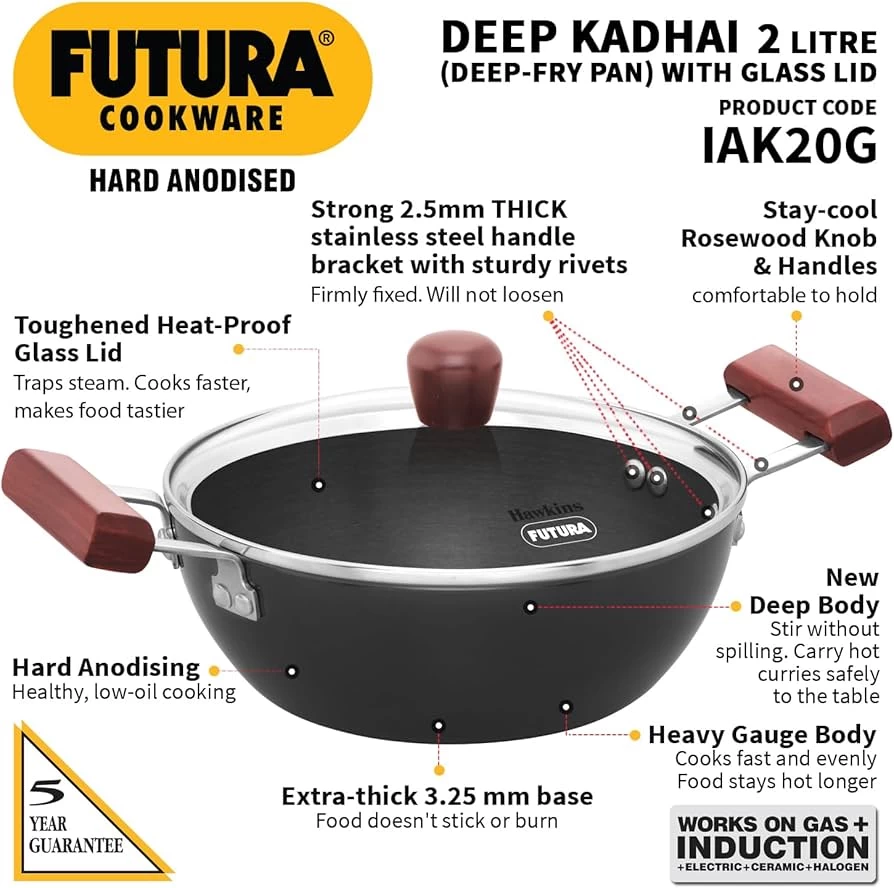 FUTURA®
COOKWARE
HARD ANODISED
DEEP KADHAI 2 LITRE
(DEEP-FRY PAN) WITH GLASS LID
PRODUCT CODE
IAK20G
Strong 2.5mm THICK
stainless steel handle
bracket with sturdy rivets
Firmly fixed. Will not loosen
Stay-cool
Rosewood Knob
& Handles
comfortable to hold
Toughened Heat-Proof
Glass Lid
Traps steam. Cooks faster,
makes food tastier
Hawkins
FUTURA
New
Deep Body
Stir without
spilling. Carry hot
curries safely
to the table
Hard Anodising
Healthy, low-oil cooking
Heavy Gauge Body
Cooks fast and evenly
Food stays hot longer
Extra-thick 3.25 mm base
Food doesn't stick or burn
5
YEAR
GUARANTEE
WORKS ON GAS+
INDUCTION
+ELECTRIC+CERAMIC+HALOGEN